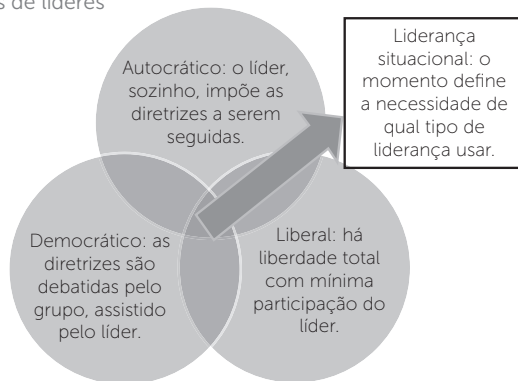 s de líderes
Autocrático: o líder,
sozinho, impõe as
diretrizes a serem
seguidas.
Liderança
situacional: o
momento define
a necessidade de
qual tipo de
liderança usar.
Democrático: as
diretrizes são
debatidas pelo
grupo, assistido
pelo líder.
Liberal: há
liberdade total
com mínima
participação do
líder.